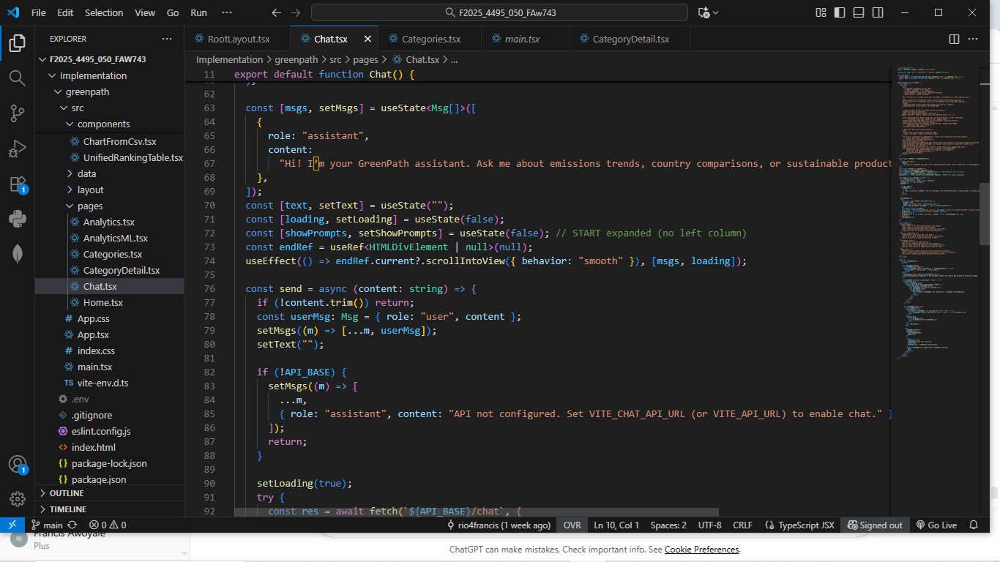 File Edit Selection View Go Run ··· F2025_4495_050_FAw743
EXPLORER ···
F2025_4495_050_FAW743
Implementation
greenpath
src
components
ChartFromCsv.tsx
UnifiedRankingTable.tsx
data
layout
pages
Analytics.tsx
AnalyticsML.tsx
Categories.tsx
CategoryDetail.tsx
Chat.tsx
Home.tsx
# App.css
App.tsx
# index.css
main.tsx
TS vite-env.d.ts
.env
.gitignore
eslint.config.js
<> index.html
{} package-lock.json
{} package.json
OUTLINE
TIMELINE
RootLayout.tsx Chat.tsx Categories.tsx main.tsx CategoryDetail.tsx
Implementation > greenpath > src > pages > Chat.tsx > ...
11 export default function Chat() {
62
63 const [msgs, setMsgs] = useState<Msg[]>([
64 {
65 role: "assistant",
66 content:
67 "Hi! I’m your GreenPath assistant. Ask me about emissions trends, country comparisons, or sustainable product
68 },
69 ]);
70 const [text, setText] = useState("");
71 const [loading, setLoading] = useState(false);
72 const [showPrompts, setShowPrompts] = useState(false); // START expanded (no left column)
73 const endRef = useRef<HTMLDivElement | null>(null);
74 useEffect(() => endRef.current?.scrollIntoView({ behavior: "smooth" }), [msgs, loading]);
75
76 const send = async (content: string) => {
77 if (!content.trim()) return;
78 const userMsg: Msg = { role: "user", content };
79 setMsgs((m) => [...m, userMsg]);
80 setText("");
81
82 if (!API_BASE) {
83 setMsgs((m) => [
84 ...m,
85 { role: "assistant", content: "API not configured. Set VITE_CHAT_API_URL (or VITE_API_URL) to enable chat." }
86 ]);
87 return;
88 }
89
90 setLoading(true);
91 try {
92 const res = await fetch(`${API_BASE}/chat`, {
1
1
main 0 0 rio4francis (1 week ago) OVR Ln 10, Col 1 Spaces: 2 UTF-8 CRLF {} TypeScript JSX Signed out Go Live
RI Francis Awoyale
Plus
ChatGPT can make mistakes. Check important info. See Cookie Preferences.